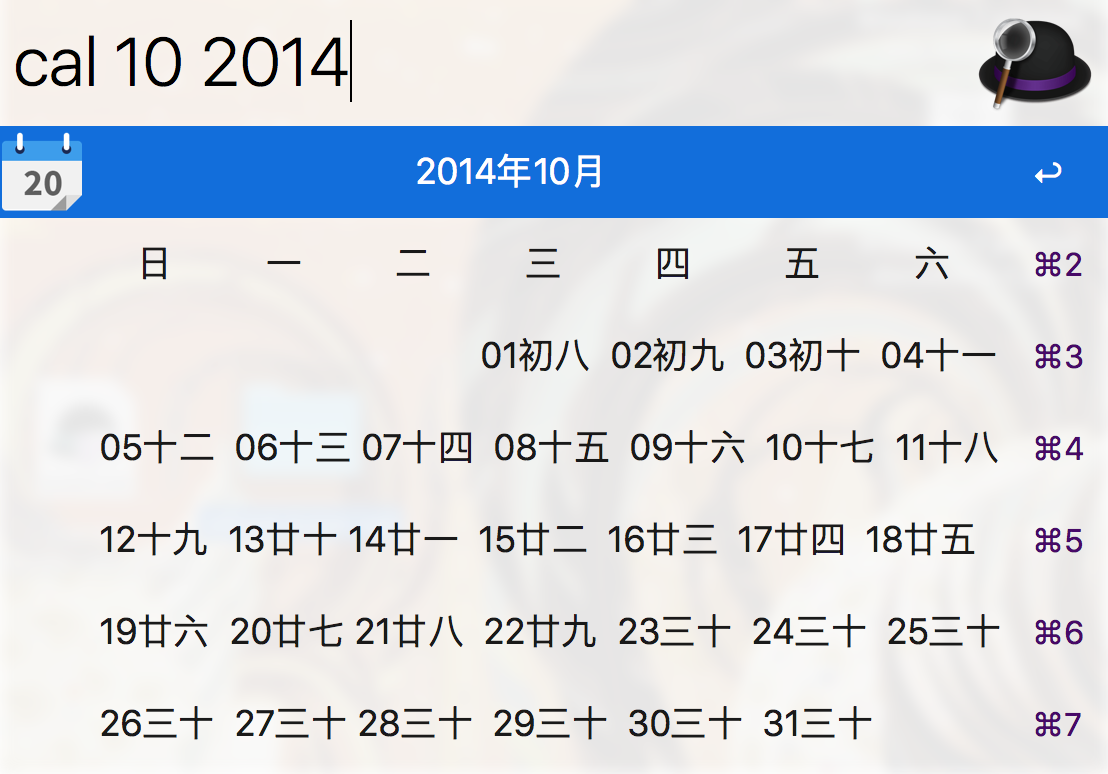 cal 10 2014
20 2014年10月 ↩
日 一 二 三 四 五 六 ⌘2
01初八 02初九 03初十 04十一 ⌘3
05十二 06十三 07十四 08十五 09十六 10十七 11十八 ⌘4
12十九 13廿十 14廿一 15廿二 16廿三 17廿四 18廿五 ⌘5
19廿六 20廿七 21廿八 22廿九 23三十 24三十 25三十 ⌘6
26三十 27三十 28三十 29三十 30三十 31三十 ⌘7